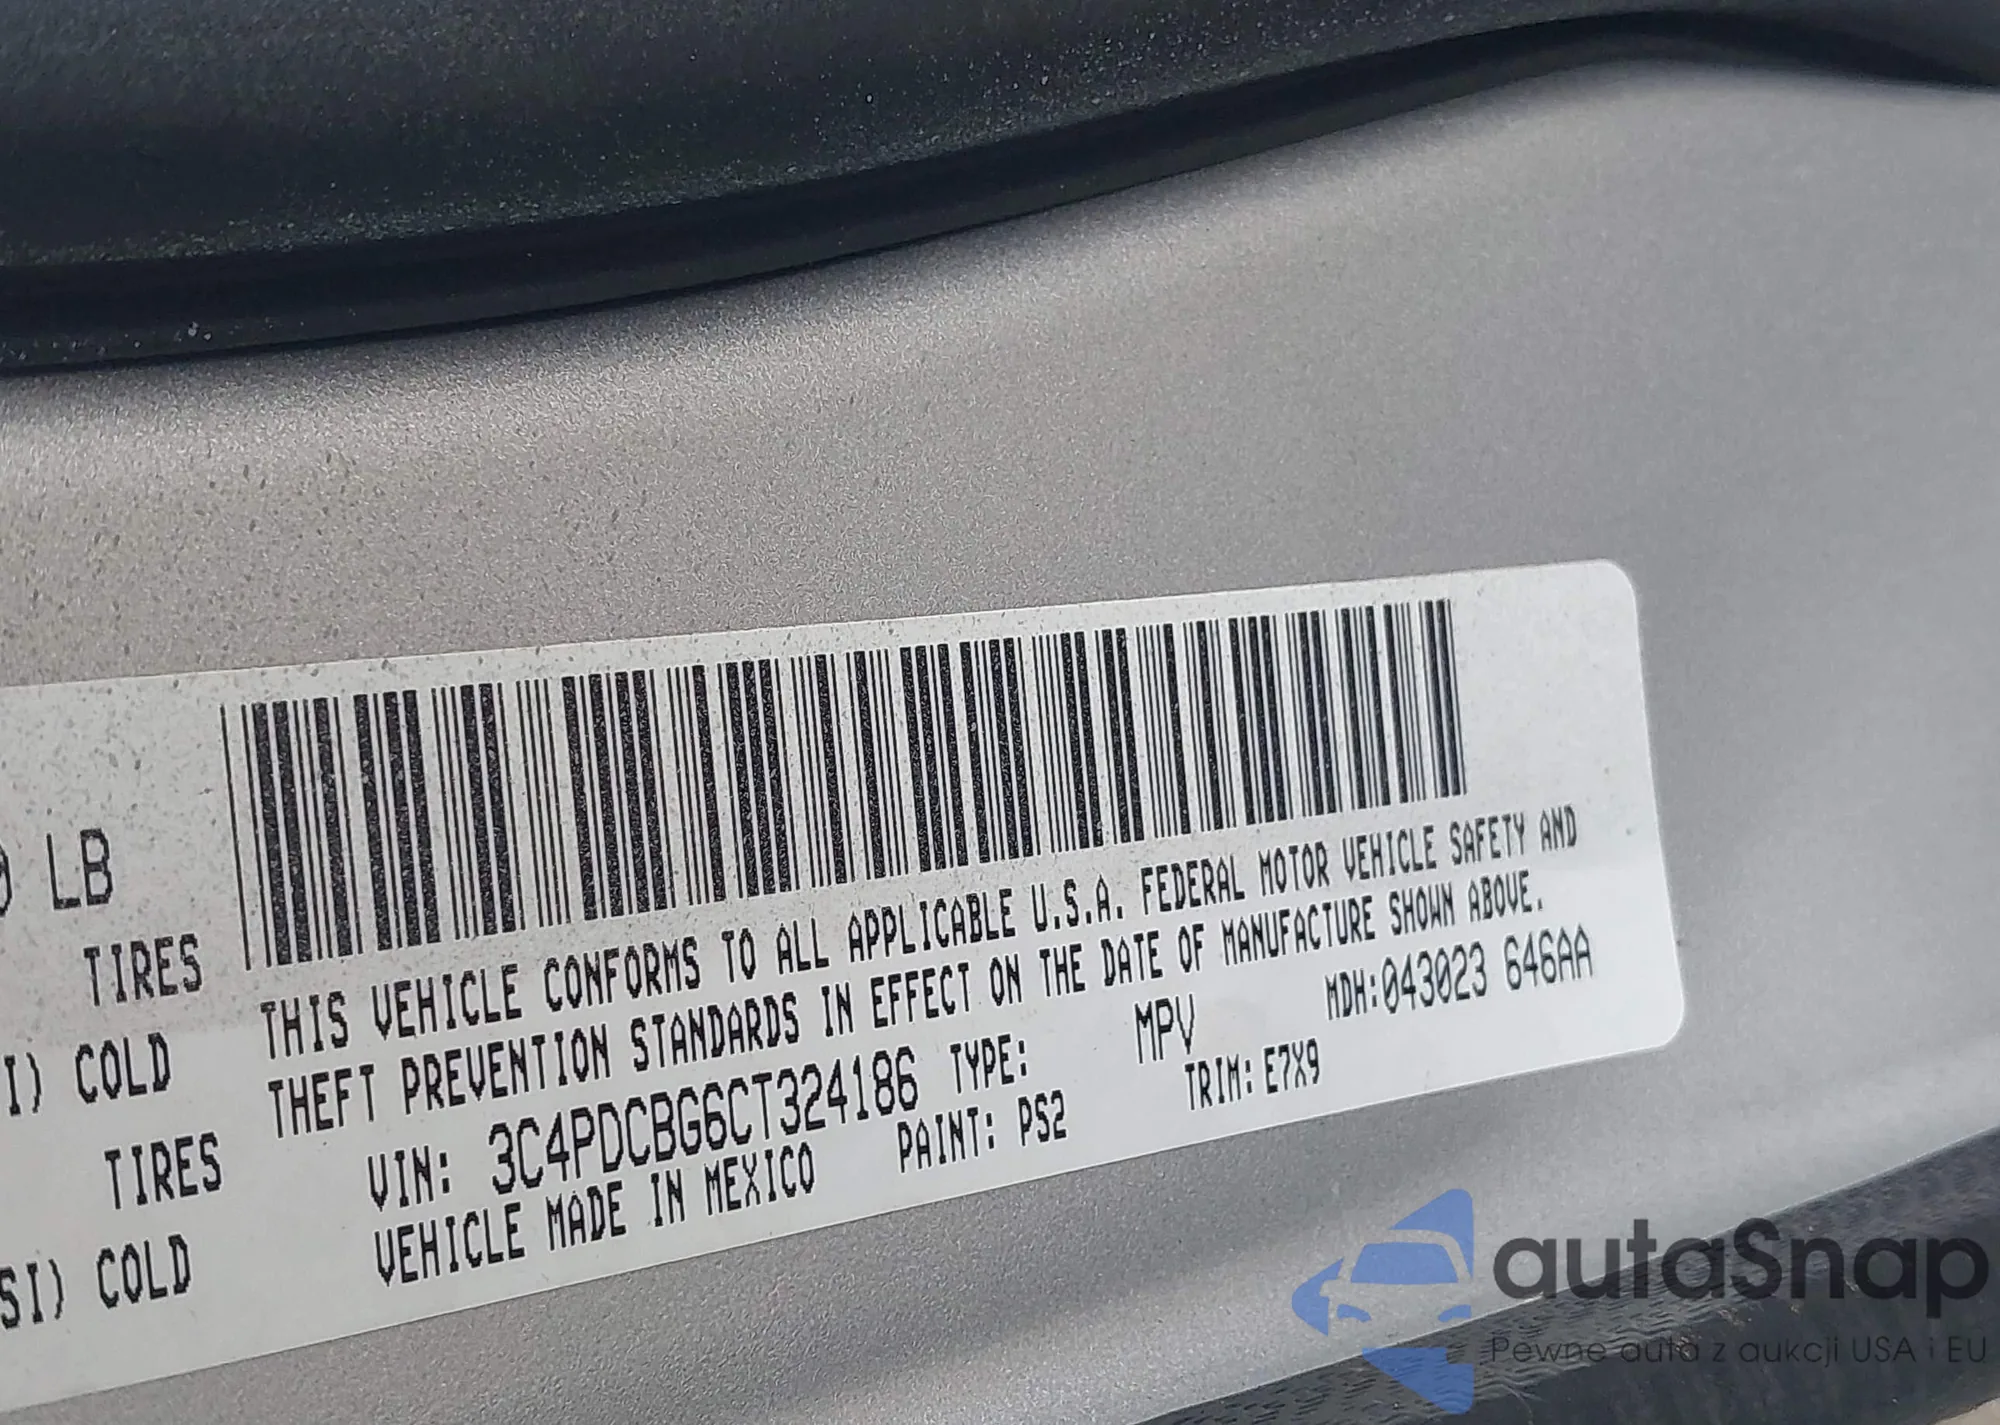 LB
TIRES
COLD
TIRES
COLD
THIS VEHICLE CONFORMS TO ALL APPLICABLE U.S.A. FEDERAL MOTOR VEHICLE SAFETY AND
THEFT PREVENTION STANDARDS IN EFFECT ON THE DATE OF MANUFACTURE SHOWN ABOVE.
MDH:043023 646AA
VIN: 3C4PDCBG6CT324186 TYPE: MPV
VEHICLE MADE IN MEXICO PAINT: PS2 TRIM: E7X9
autaSnap
Pewne auta z aukcji USA i EU